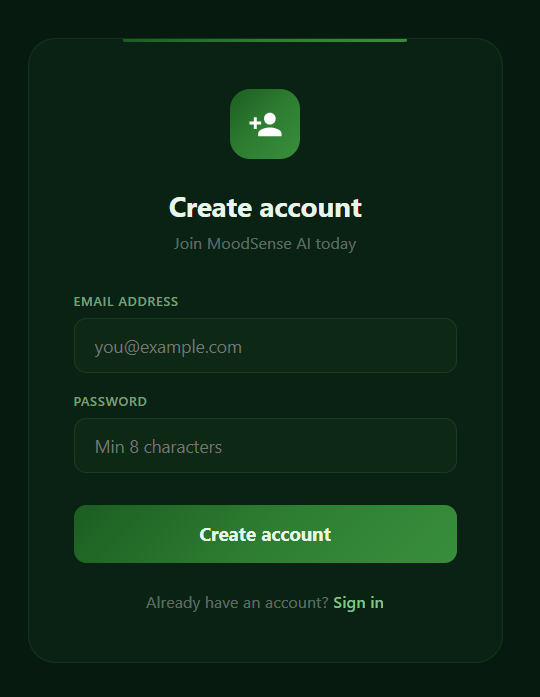 Create account
Join MoodSense AI today
EMAIL ADDRESS
you@example.com
PASSWORD
Min 8 characters
Create account
Already have an account? Sign in